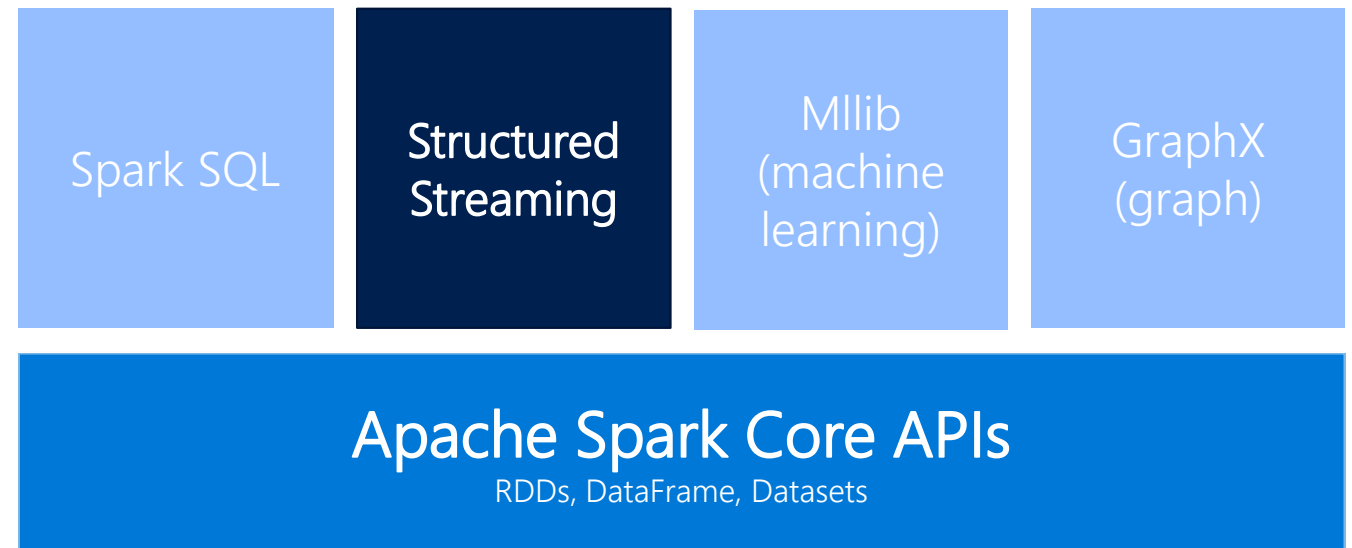 Spark SQL
Structured
Streaming
Mllib
(machine
learning)
GraphX
(graph)
Apache Spark Core APIs
RDDs, DataFrame, Datasets